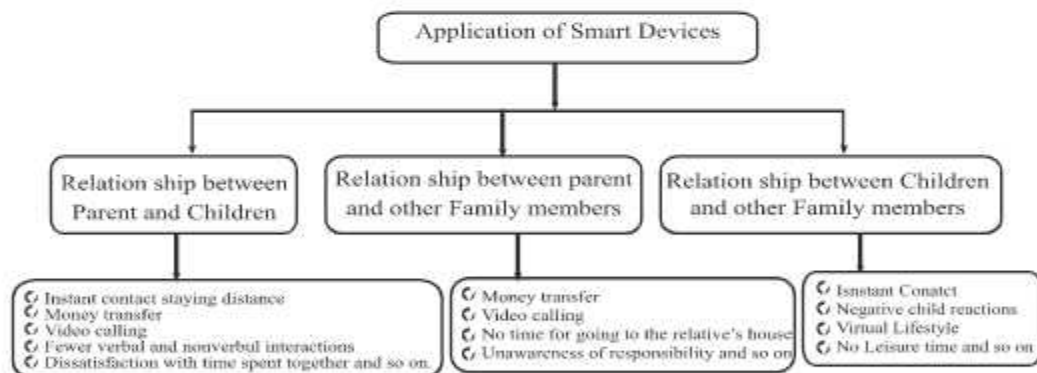 Application of Smart Devices
Relation ship between
Parent and Children
Relation ship between parent
and other Family members
Relation ship between Children
and other Family members
Instant contact staying distance
Money transfer
Video calling
Fewer verbal and nonverbul interactions
Dissatisfaction with time spent together and so on.
Money transfer
Video calling
No time for going to the relative's house
Unawareness of responsibility and so on
Isnstant Conatct
Negative child reactions
Virtual Lifestyle
No Leisure time and so on